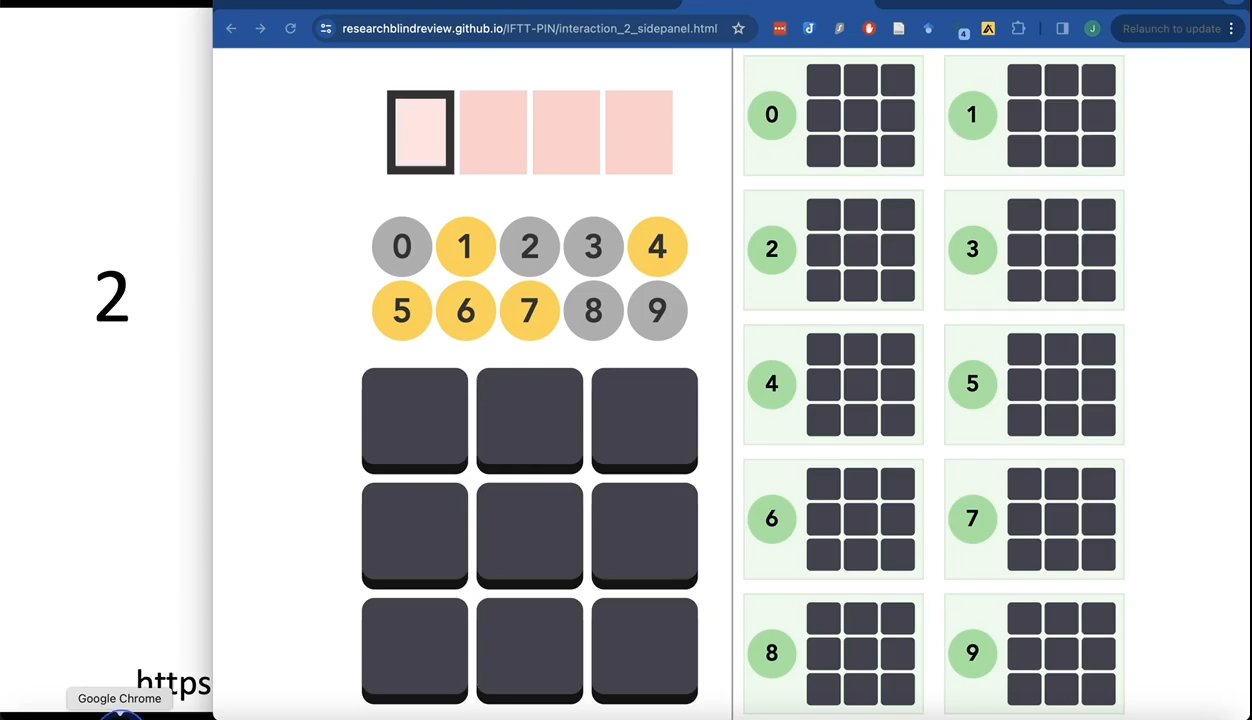 researchblindreview.github.io/IFTT-PIN/interaction_2_sidepanel.html
4
J
Relaunch to update
0 1
0 1 2 3 4
2 3
2
5 6 7 8 9
4 5
6 7
8 9
https
Google Chrome